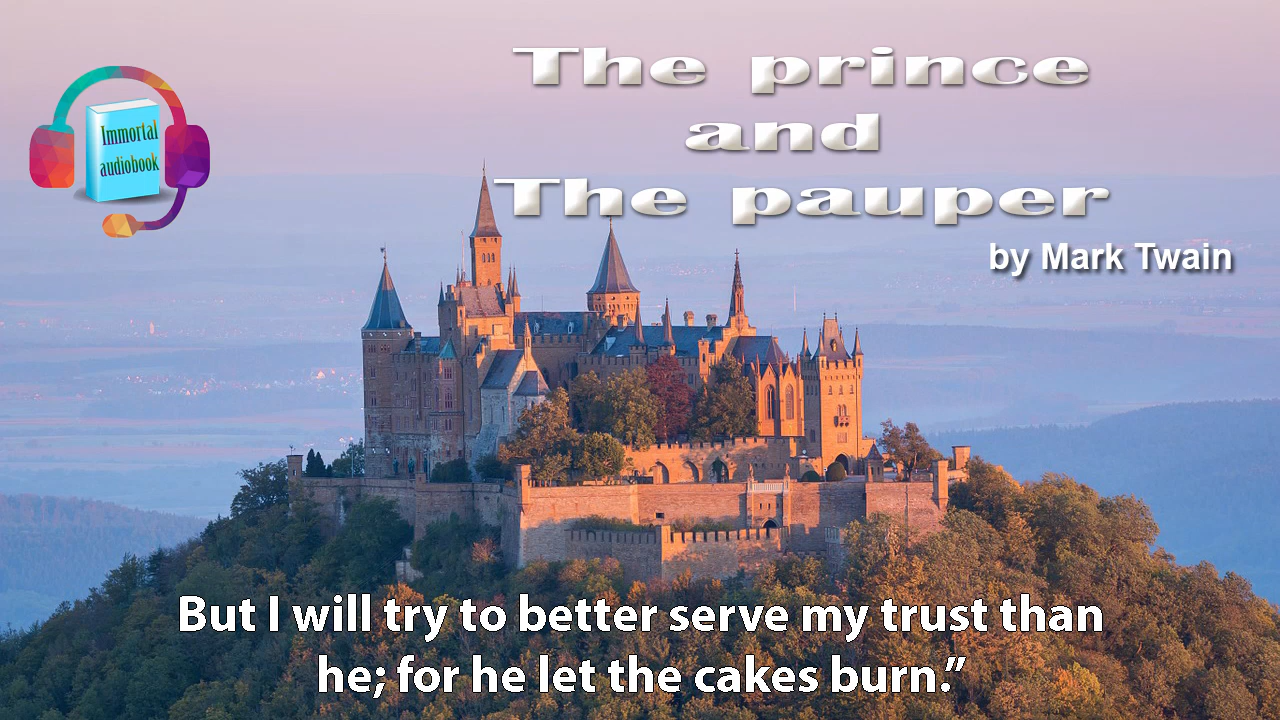 Immortal
audiobook
The prince
and
The pauper
by Mark Twain
But I will try to better serve my trust than
he; for he let the cakes burn.”